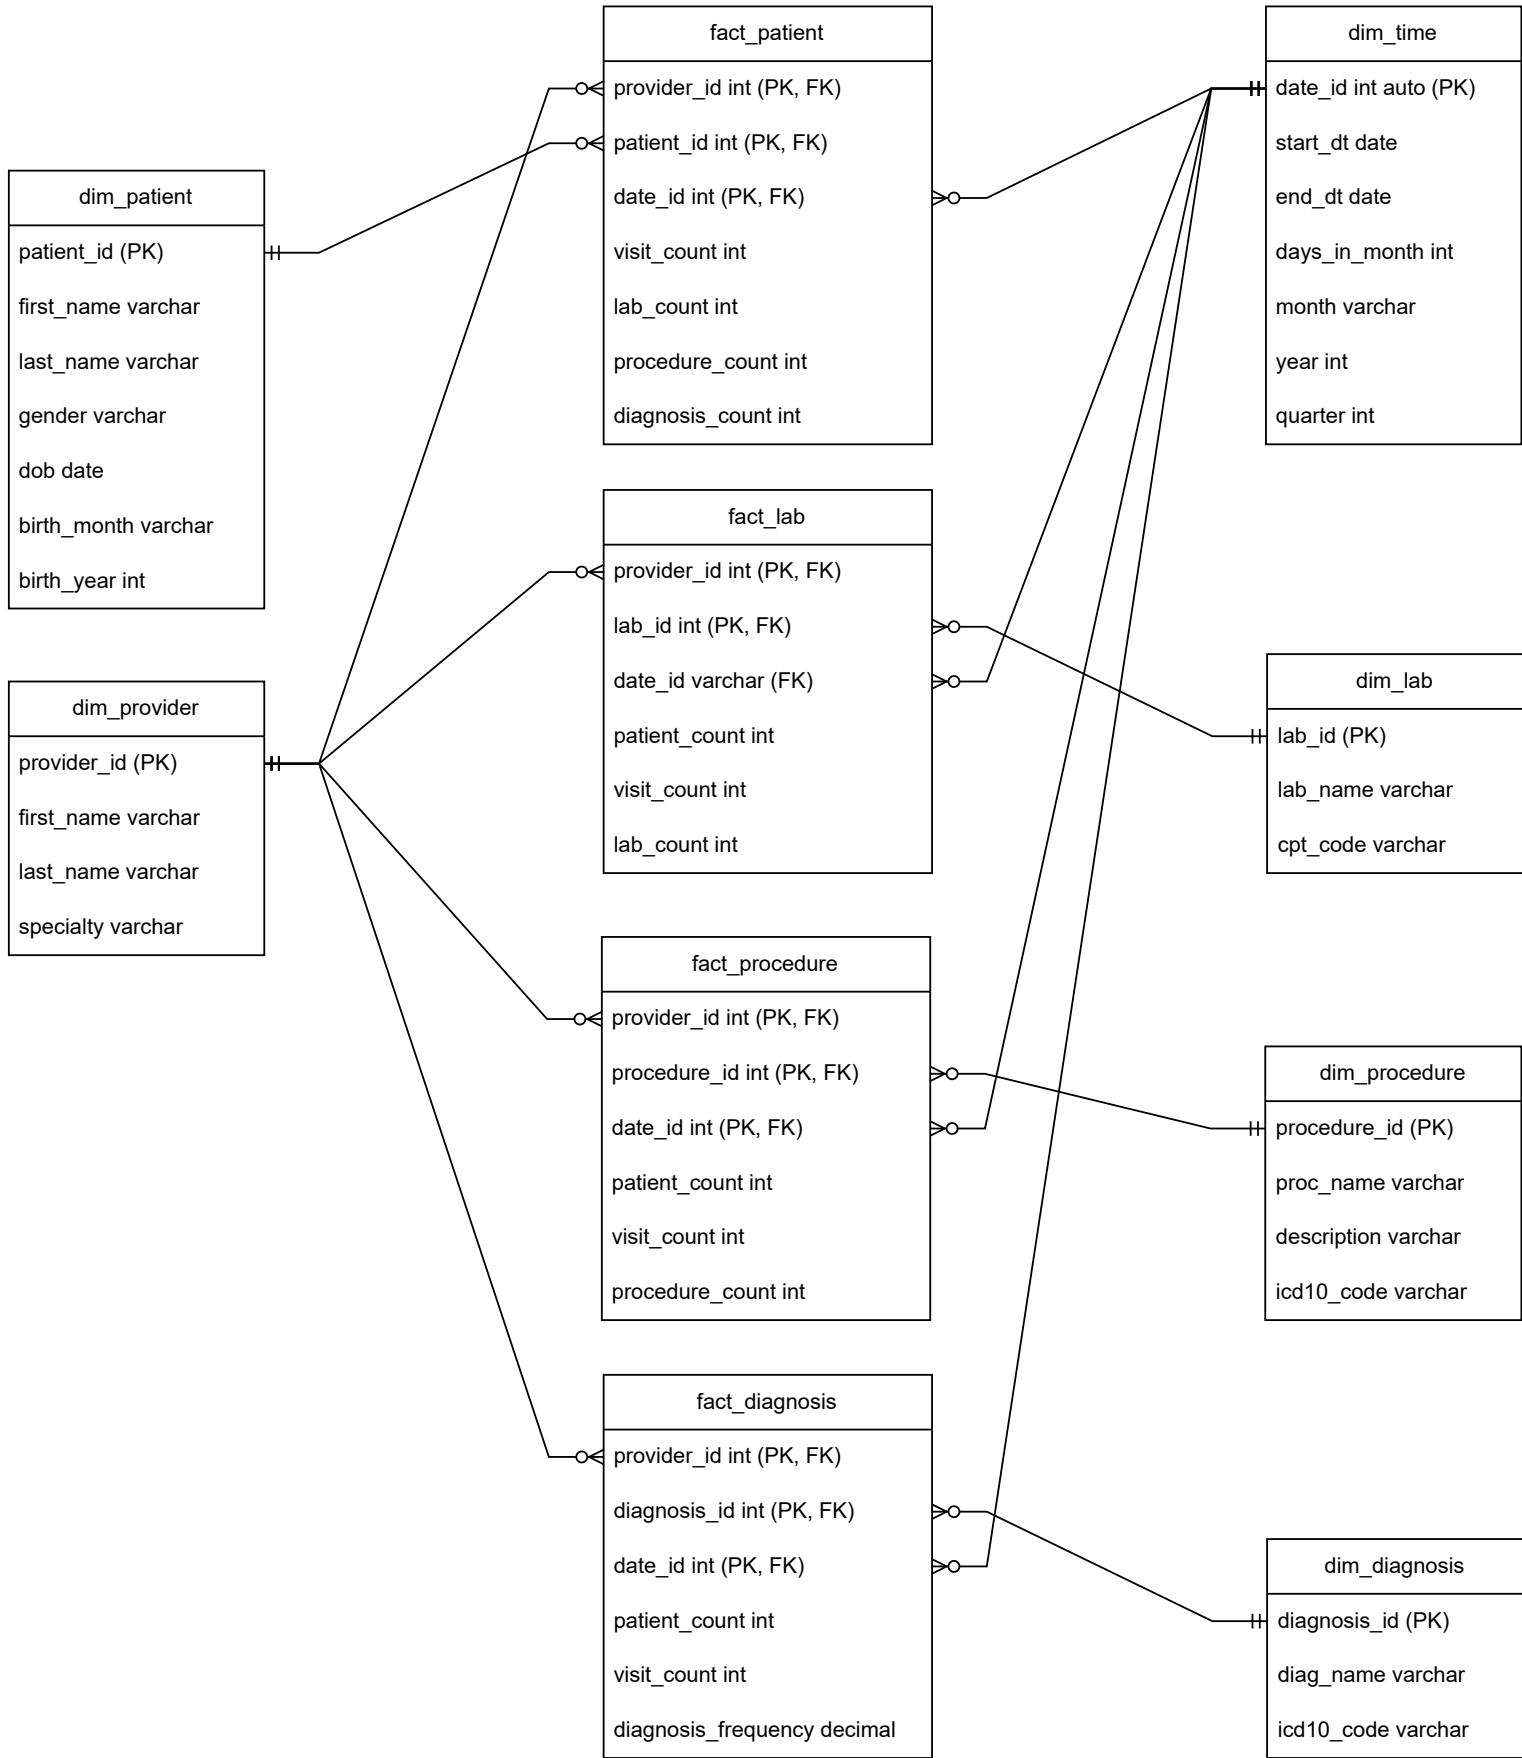 fact_patient
provider_id int (PK, FK)
patient_id int (PK, FK)
date_id int (PK, FK)
visit_count int
lab_count int
procedure_count int
diagnosis_count int
dim_time
date_id int auto (PK)
start_dt date
end_dt date
days_in_month int
month varchar
year int
quarter int
dim_patient
patient_id (PK)
first_name varchar
last_name varchar
gender varchar
dob date
birth_month varchar
birth_year int
fact_lab
provider_id int (PK, FK)
lab_id int (PK, FK)
date_id varchar (FK)
patient_count int
visit_count int
lab_count int
dim_lab
lab_id (PK)
lab_name varchar
cpt_code varchar
dim_provider
provider_id (PK)
first_name varchar
last_name varchar
specialty varchar
fact_procedure
provider_id int (PK, FK)
procedure_id int (PK, FK)
date_id int (PK, FK)
patient_count int
visit_count int
procedure_count int
dim_procedure
procedure_id (PK)
proc_name varchar
description varchar
icd10_code varchar
fact_diagnosis
provider_id int (PK, FK)
diagnosis_id int (PK, FK)
date_id int (PK, FK)
patient_count int
visit_count int
diagnosis_frequency decimal
dim_diagnosis
diagnosis_id (PK)
diag_name varchar
icd10_code varchar